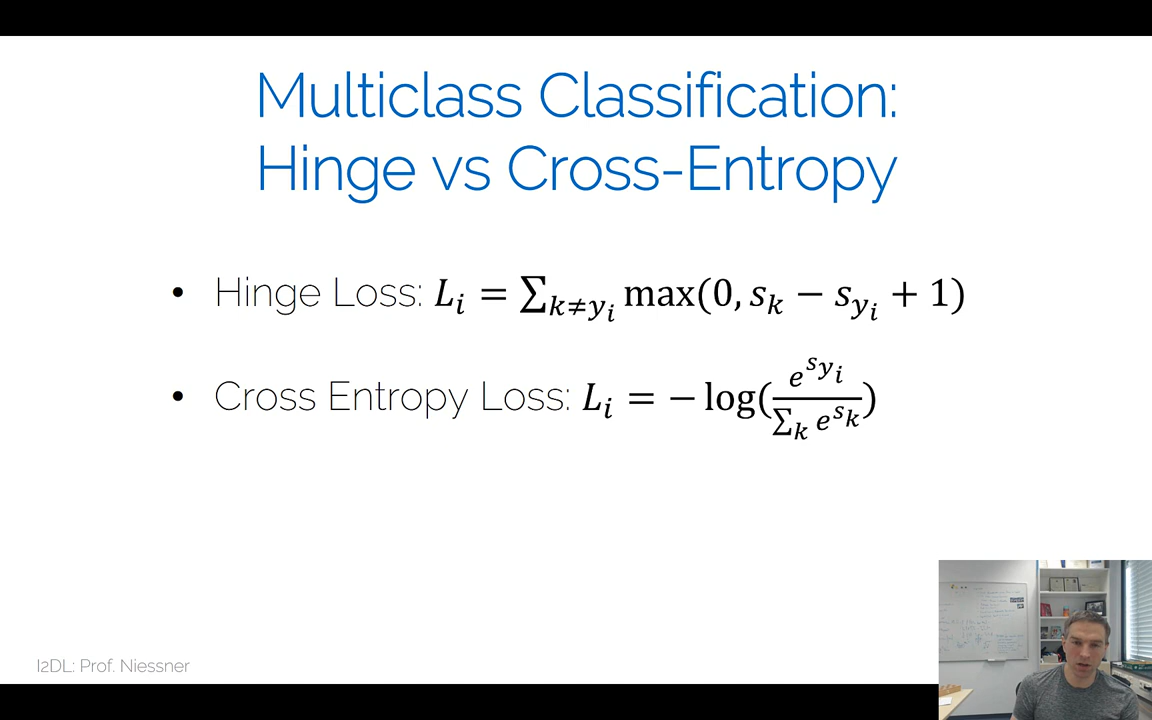 Multiclass Classification:
Hinge vs Cross-Entropy
• Hinge Loss: L_i = ∑_{k≠y_i} max(0, s_k − s_{y_i} + 1)
• Cross Entropy Loss: L_i = − log(e^{s_{y_i}} / ∑_k e^{s_k})
I2DL: Prof. Niessner